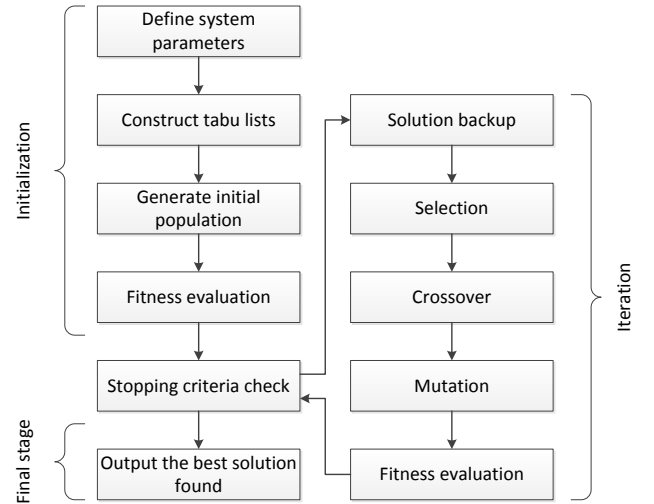 Define system
parameters
Construct tabu lists
Generate initial
population
Fitness evaluation
Stopping criteria check
Output the best solution
found
Solution backup
Selection
Crossover
Mutation
Fitness evaluation
Initialization
Final stage
Iteration